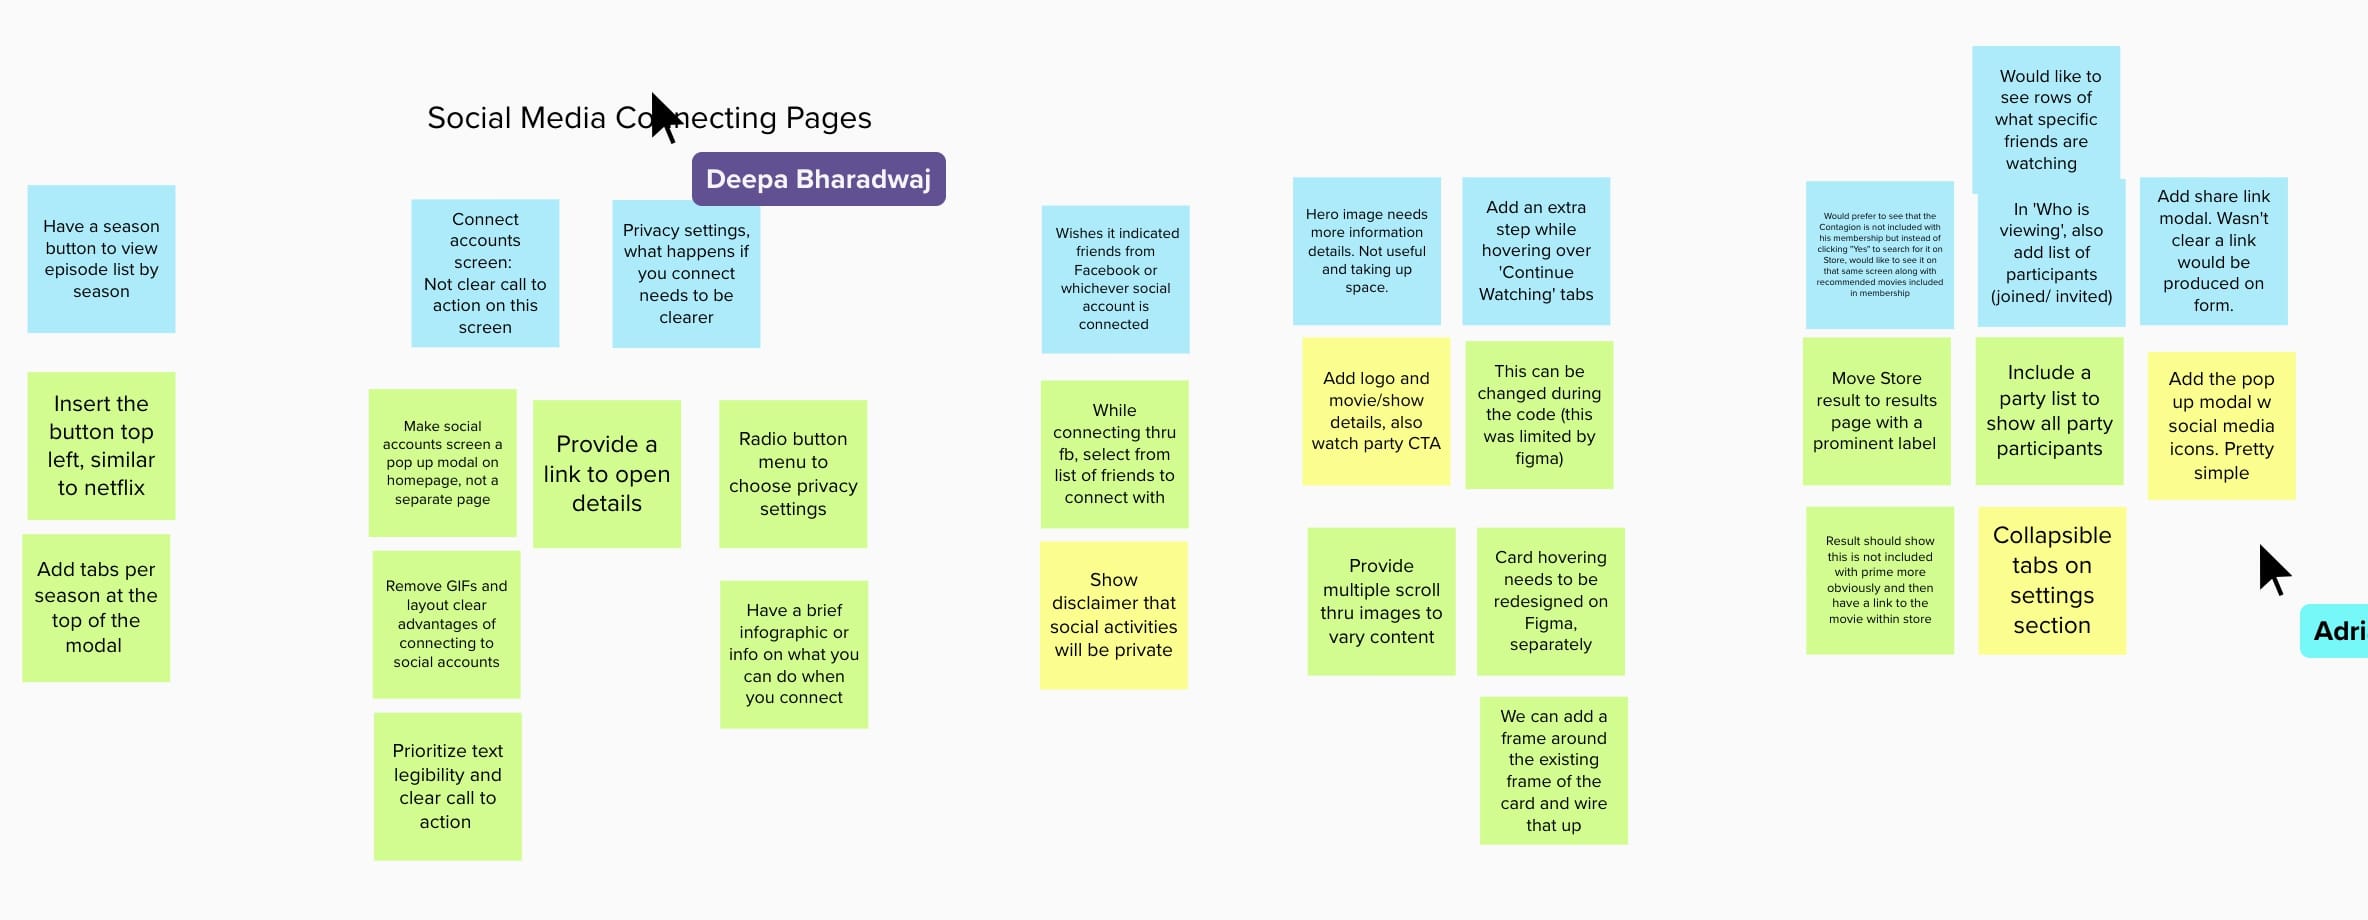 Social Media Connecting Pages
Deepa Bharadwaj
Have a season
button to view
episode list by
season
Insert the
button top
left, similar
to netflix
Add tabs per
season at the
top of the
modal
Connect
accounts
screen:
Not clear call to
action on this
screen
Privacy settings,
what happens if
you connect
needs to be
clearer
Make social
accounts screen a
pop up modal on
homepage, not a
separate page
Provide a
link to open
details
Radio button
menu to
choose privacy
settings
Remove GIFs and
layout clear
advantages of
connecting to
social accounts
Have a brief
infographic or
info on what you
can do when
you connect
Prioritize text
legibility and
clear call to
action
Wishes it indicated
friends from
Facebook or
whichever social
account is
connected
While
connecting thru
fb, select from
list of friends to
connect with
Show
disclaimer that
social activities
will be private
Hero image needs
more information
details. Not useful
and taking up
space.
Add an extra
step while
hovering over
'Continue
Watching' tabs
Add logo and
movie/show
details, also
watch party CTA
This can be
changed during
the code (this
was limited by
figma)
Provide
multiple scroll
thru images to
vary content
Card hovering
needs to be
redesigned on
Figma,
separately
We can add a
frame around
the existing
frame of the
card and wire
that up
Would like to
see rows of
what specific
friends are
watching
Would prefer to see that the
Contagion is not included with
his membership but instead of
clicking "Yes" to search for it on
Store, would like to see it on
that same screen along with
recommended movies included
in membership
In 'Who is
viewing', also
add list of
participants
(joined/ invited)
Add share link
modal. Wasn't
clear a link
would be
produced on
form.
Move Store
result to results
page with a
prominent label
Include a
party list to
show all party
participants
Add the pop
up modal w
social media
icons. Pretty
simple
Result should show
this is not included
with prime more
obviously and then
have a link to the
movie within store
Collapsible
tabs on
settings
section
Adri